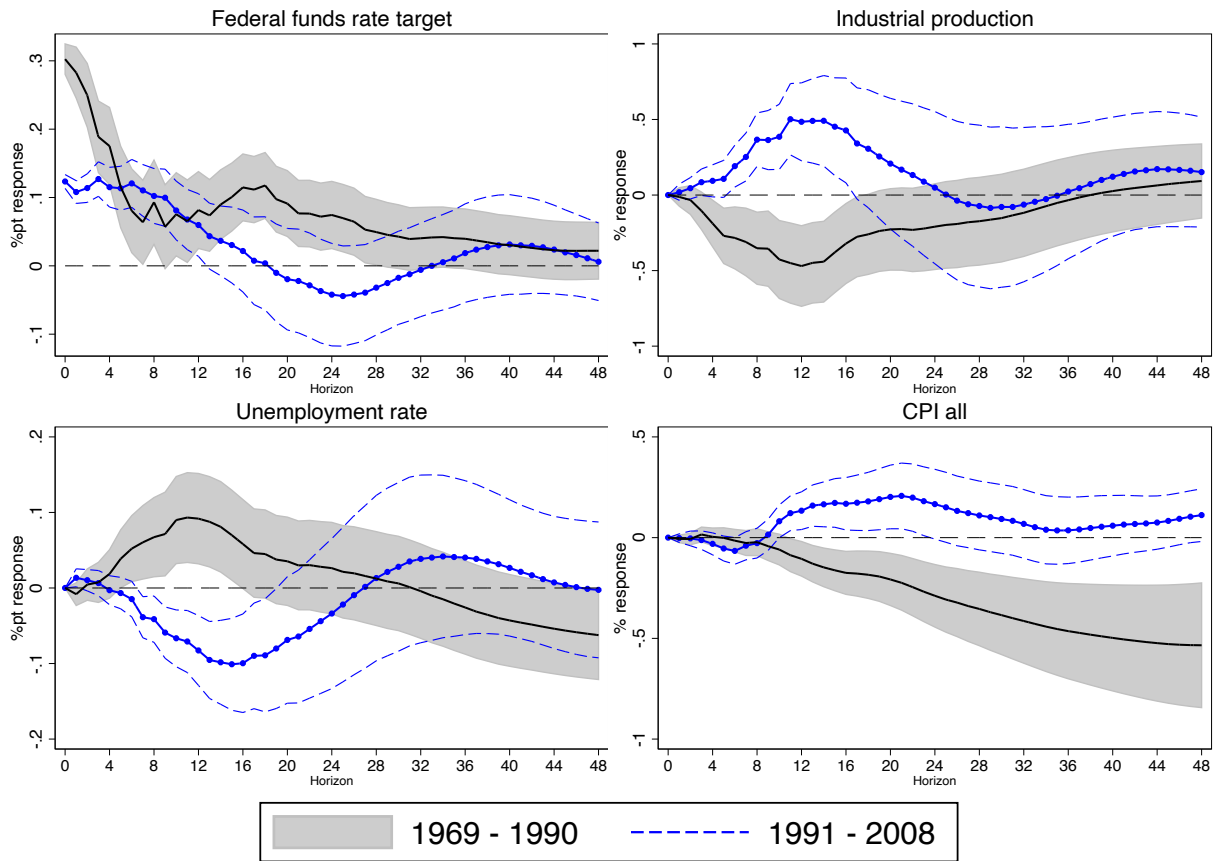 Federal funds rate target
%pt response
.3
.2
.1
0
-.1
0 4 8 12 16 20 24 28 32 36 40 44 48
Horizon
Industrial production
% response
1
.5
0
-.5
-1
0 4 8 12 16 20 24 28 32 36 40 44 48
Horizon
Unemployment rate
%pt response
.2
.1
0
-.1
-.2
0 4 8 12 16 20 24 28 32 36 40 44 48
Horizon
CPI all
% response
.5
0
-.5
-1
0 4 8 12 16 20 24 28 32 36 40 44 48
Horizon
1969 - 1990
1991 - 2008